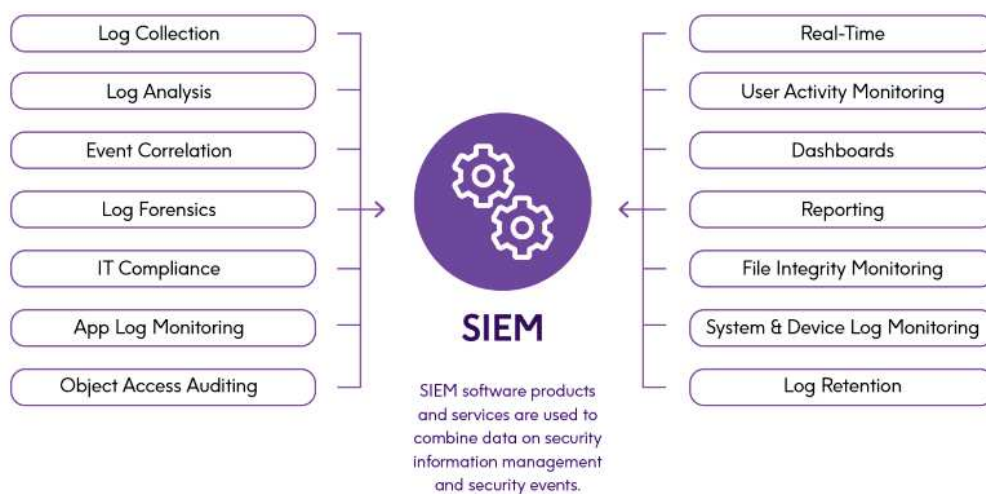 Log Collection
Log Analysis
Event Correlation
Log Forensics
IT Compliance
App Log Monitoring
Object Access Auditing
SIEM
SIEM software products
and services are used to
combine data on security
information management
and security events.
Real-Time
User Activity Monitoring
Dashboards
Reporting
File Integrity Monitoring
System & Device Log Monitoring
Log Retention